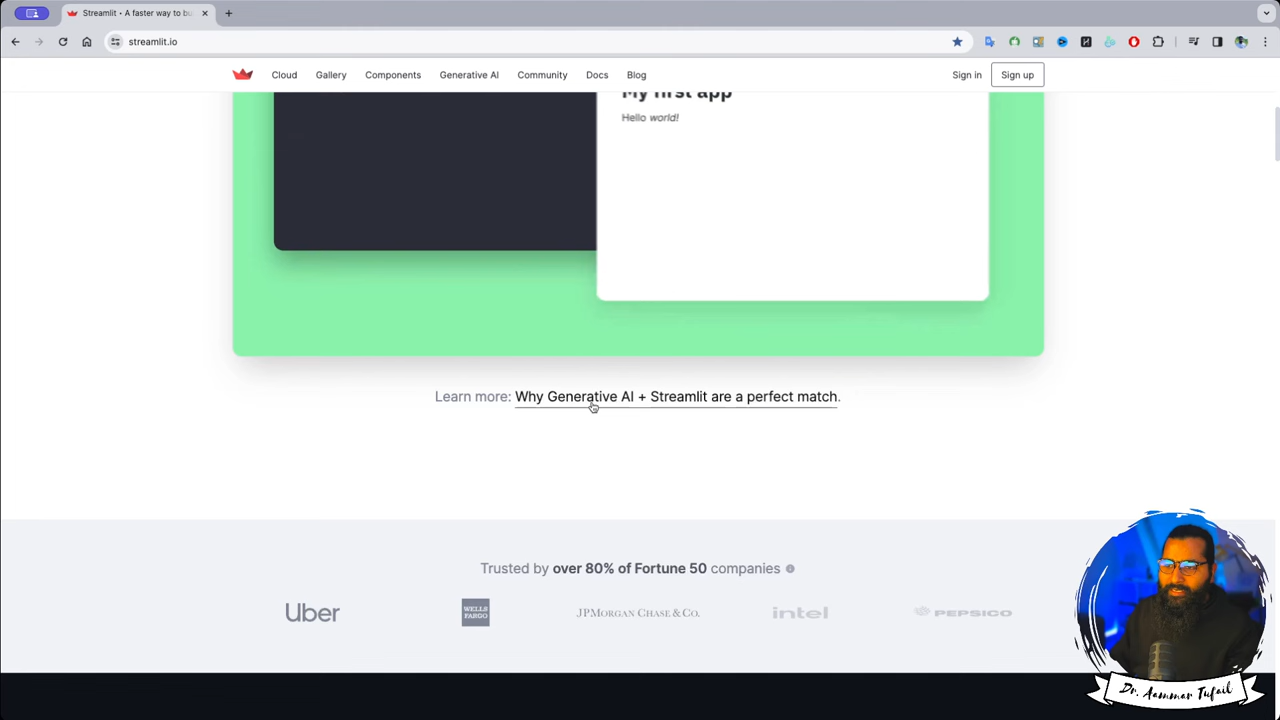 Streamlit • A faster way to bu
streamlit.io
Cloud Gallery Components Generative AI Community Docs Blog Sign in Sign up
My first app
Hello world!
Learn more: Why Generative AI + Streamlit are a perfect match.
Trusted by over 80% of Fortune 50 companies
Uber WELLS FARGO JPMORGAN CHASE & CO. intel PEPSICO
Dr. Aammar Tufail